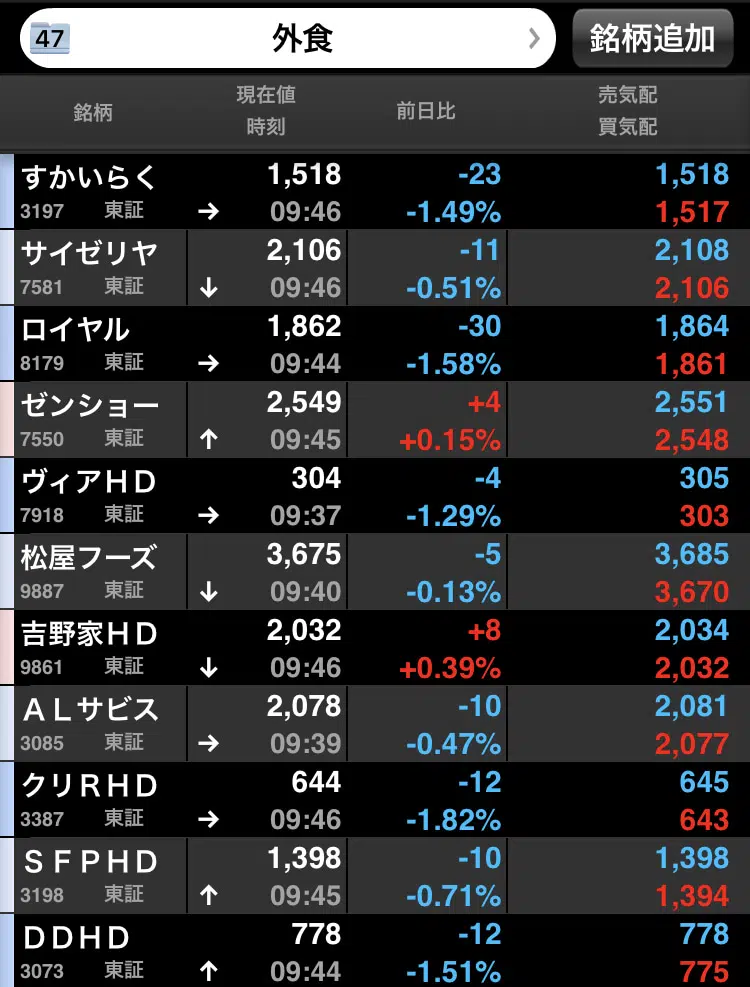 47 外食 銘柄追加
銘柄 現在値 時刻 前日比 売気配 買気配
すかいらく 1,518 -23 1,518
3197 東証 → 09:46 -1.49% 1,517
サイゼリヤ 2,106 -11 2,108
7581 東証 ↓ 09:46 -0.51% 2,106
ロイヤル 1,862 -30 1,864
8179 東証 → 09:44 -1.58% 1,861
ゼンショー 2,549 +4 2,551
7550 東証 ↑ 09:45 +0.15% 2,548
ヴィアHD 304 -4 305
7918 東証 → 09:37 -1.29% 303
松屋フーズ 3,675 -5 3,685
9887 東証 ↓ 09:40 -0.13% 3,670
吉野家HD 2,032 +8 2,034
9861 東証 ↓ 09:46 +0.39% 2,032
ALサビス 2,078 -10 2,081
3085 東証 → 09:39 -0.47% 2,077
クリRHD 644 -12 645
3387 東証 → 09:46 -1.82% 643
SFPHD 1,398 -10 1,398
3198 東証 ↑ 09:45 -0.71% 1,394
DDHD 778 -12 778
3073 東証 ↑ 09:44 -1.51% 775